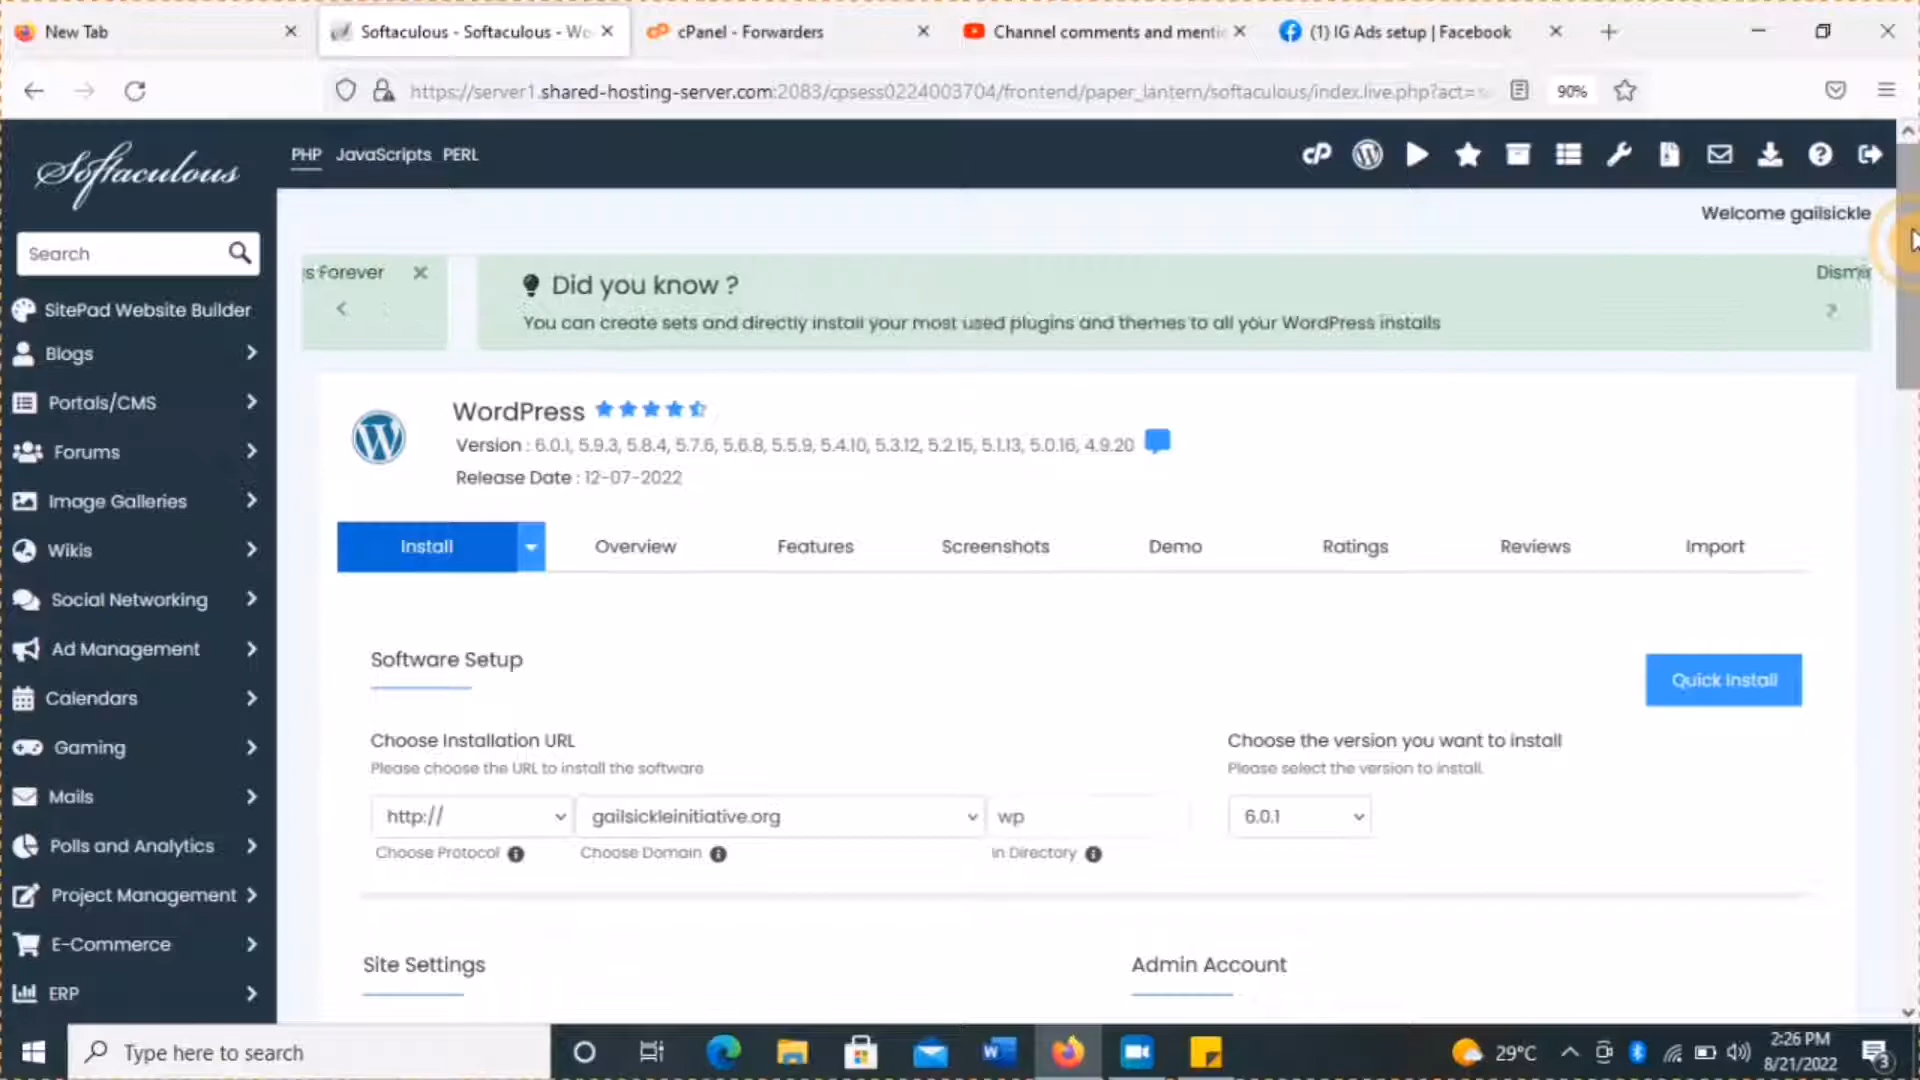 New Tab
Softaculous - Softaculous - Wo
cPanel - Forwarders
Channel comments and menti
(1) IG Ads setup | Facebook
https://server1.shared-hosting-server.com:2083/cpsess0224003704/frontend/paper_lantern/softaculous/index.live.php?act=
90%
Softaculous
PHP JavaScripts PERL
cP
Welcome gailsickle
Search
s Forever
Did you know ?
Dismi
You can create sets and directly install your most used plugins and themes to all your WordPress installs
SitePad Website Builder
Blogs
Portals/CMS
Forums
Image Galleries
Wikis
Social Networking
Ad Management
Calendars
Gaming
Mails
Polls and Analytics
Project Management
E-Commerce
ERP
WordPress
Version : 6.0.1, 5.9.3, 5.8.4, 5.7.6, 5.6.8, 5.5.9, 5.4.10, 5.3.12, 5.2.15, 5.1.13, 5.0.16, 4.9.20
Release Date : 12-07-2022
Install
Overview
Features
Screenshots
Demo
Ratings
Reviews
Import
Software Setup
Quick Install
Choose Installation URL
Please choose the URL to install the software
http://
gailsickleinitiative.org
wp
Choose Protocol
Choose Domain
In Directory
Choose the version you want to install
Please select the version to install.
6.0.1
Site Settings
Admin Account
Type here to search
29°C
2:26 PM
8/21/2022
3